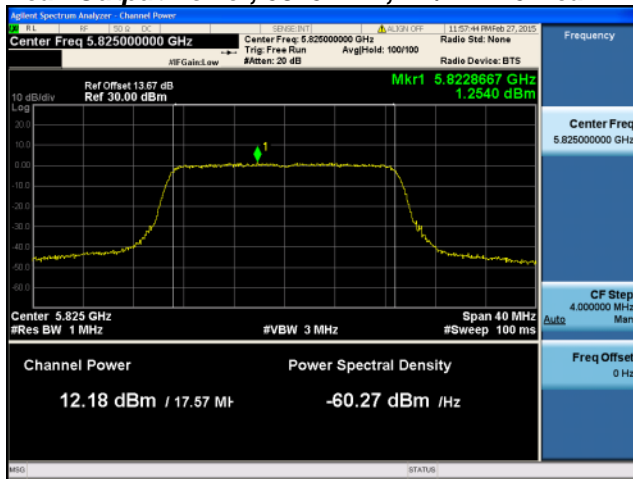 Agilent Spectrum Analyzer - Channel Power
RL RF 50 Ω DC SENSE:INT ALIGN OFF 11:57:44 PM Feb 27, 2015
Center Freq 5.825000000 GHz
Center Freq: 5.825000000 GHz Radio Std: None
Trig: Free Run Avg|Hold: 100/100
#IFGain:Low #Atten: 20 dB Radio Device: BTS
Frequency
Mkr1 5.8228667 GHz
1.2540 dBm
Ref Offset 13.67 dB
10 dB/div Ref 30.00 dBm
Log
20.0
10.0
0.00
-10.0
-20.0
-30.0
-40.0
-50.0
-60.0
1
Center Freq
5.825000000 GHz
CF Step
4.000000 MHz
Auto Man
Freq Offset
0 Hz
Center 5.825 GHz Span 40 MHz
#Res BW 1 MHz #VBW 3 MHz #Sweep 100 ms
Channel Power Power Spectral Density
12.18 dBm / 17.57 MH -60.27 dBm /Hz
MSG STATUS